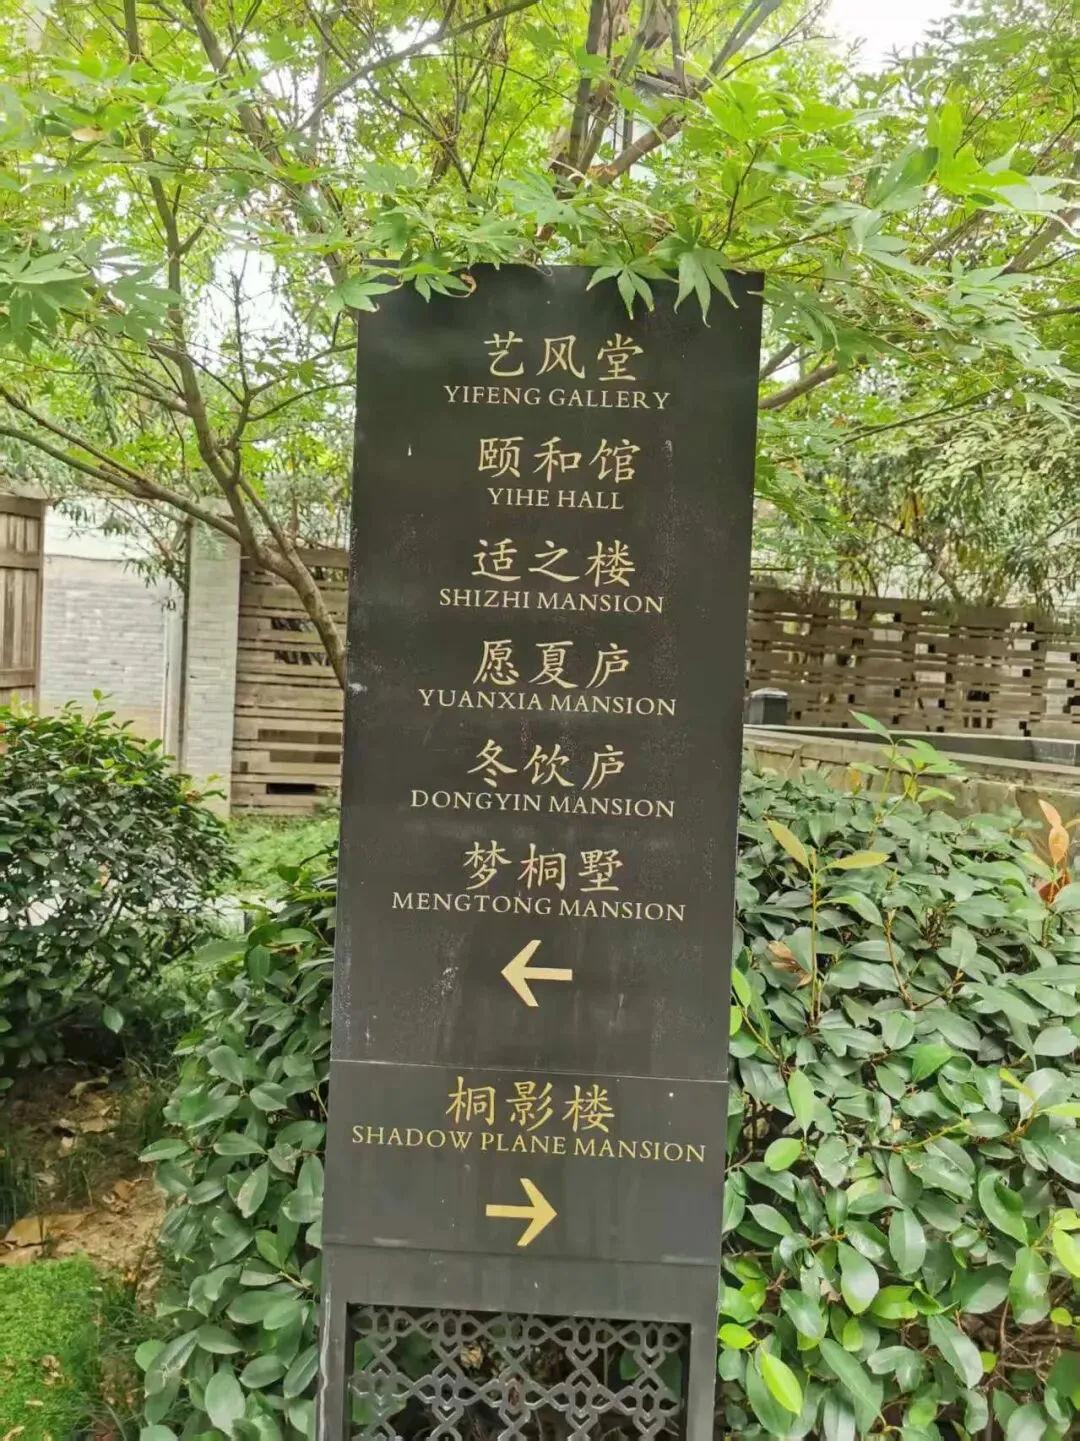 艺风堂
YIFENG GALLERY
颐和馆
YIHE HALL
适之楼
SHIZHI MANSION
愿夏庐
YUANXIA MANSION
冬饮庐
DONGYIN MANSION
梦桐墅
MENGTONG MANSION
桐影楼
SHADOW PLANE MANSION